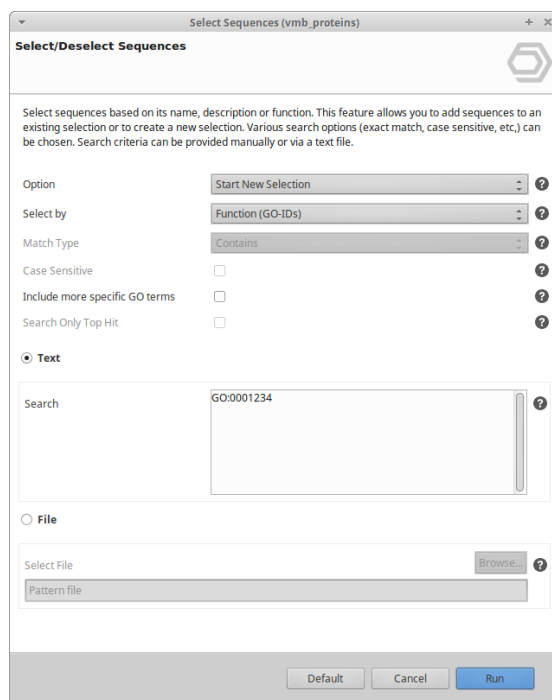 Select Sequences (vmb_proteins)
Select/Deselect Sequences
Select sequences based on its name, description or function. This feature allows you to add sequences to an
existing selection or to create a new selection. Various search options (exact match, case sensitive, etc,) can
be chosen. Search criteria can be provided manually or via a text file.
Option Start New Selection
Select by Function (GO-IDs)
Match Type Contains
Case Sensitive
Include more specific GO terms
Search Only Top Hit
Text
Search GO:0001234
File
Select File Browse...
Pattern file
Default Cancel Run